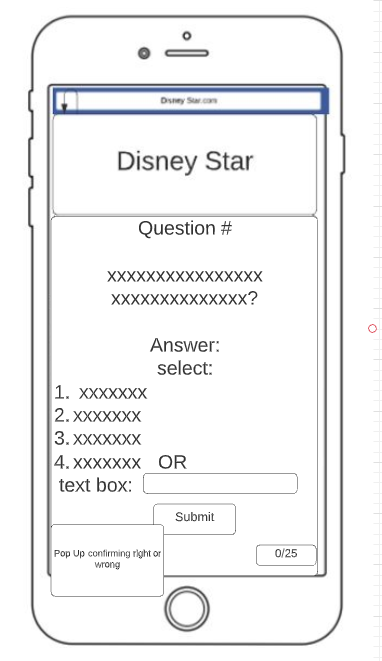 Disney Star.com
Disney Star
Question #
xxxxxxxxxxxxxxxx
xxxxxxxxxxxxxx?
Answer:
select:
1. xxxxxxx
2. xxxxxxx
3. xxxxxxx
4. xxxxxxx OR
text box:
Submit
Pop Up confirming right or
wrong
0/25